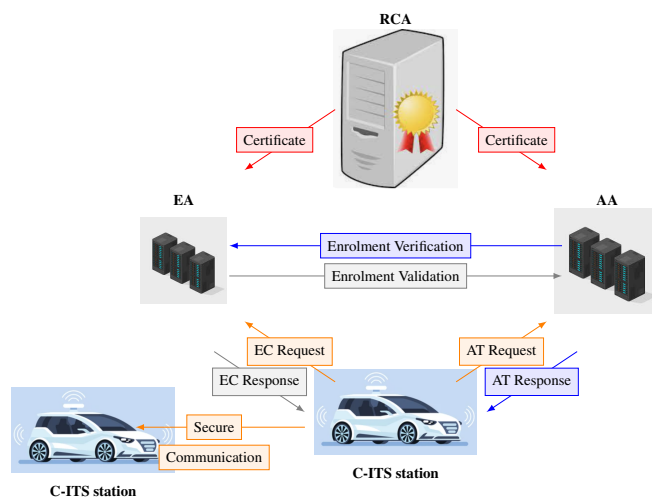 RCA
Certificate
Certificate
EA
AA
Enrolment Verification
Enrolment Validation
EC Request
AT Request
EC Response
AT Response
Secure
Communication
C-ITS station
C-ITS station